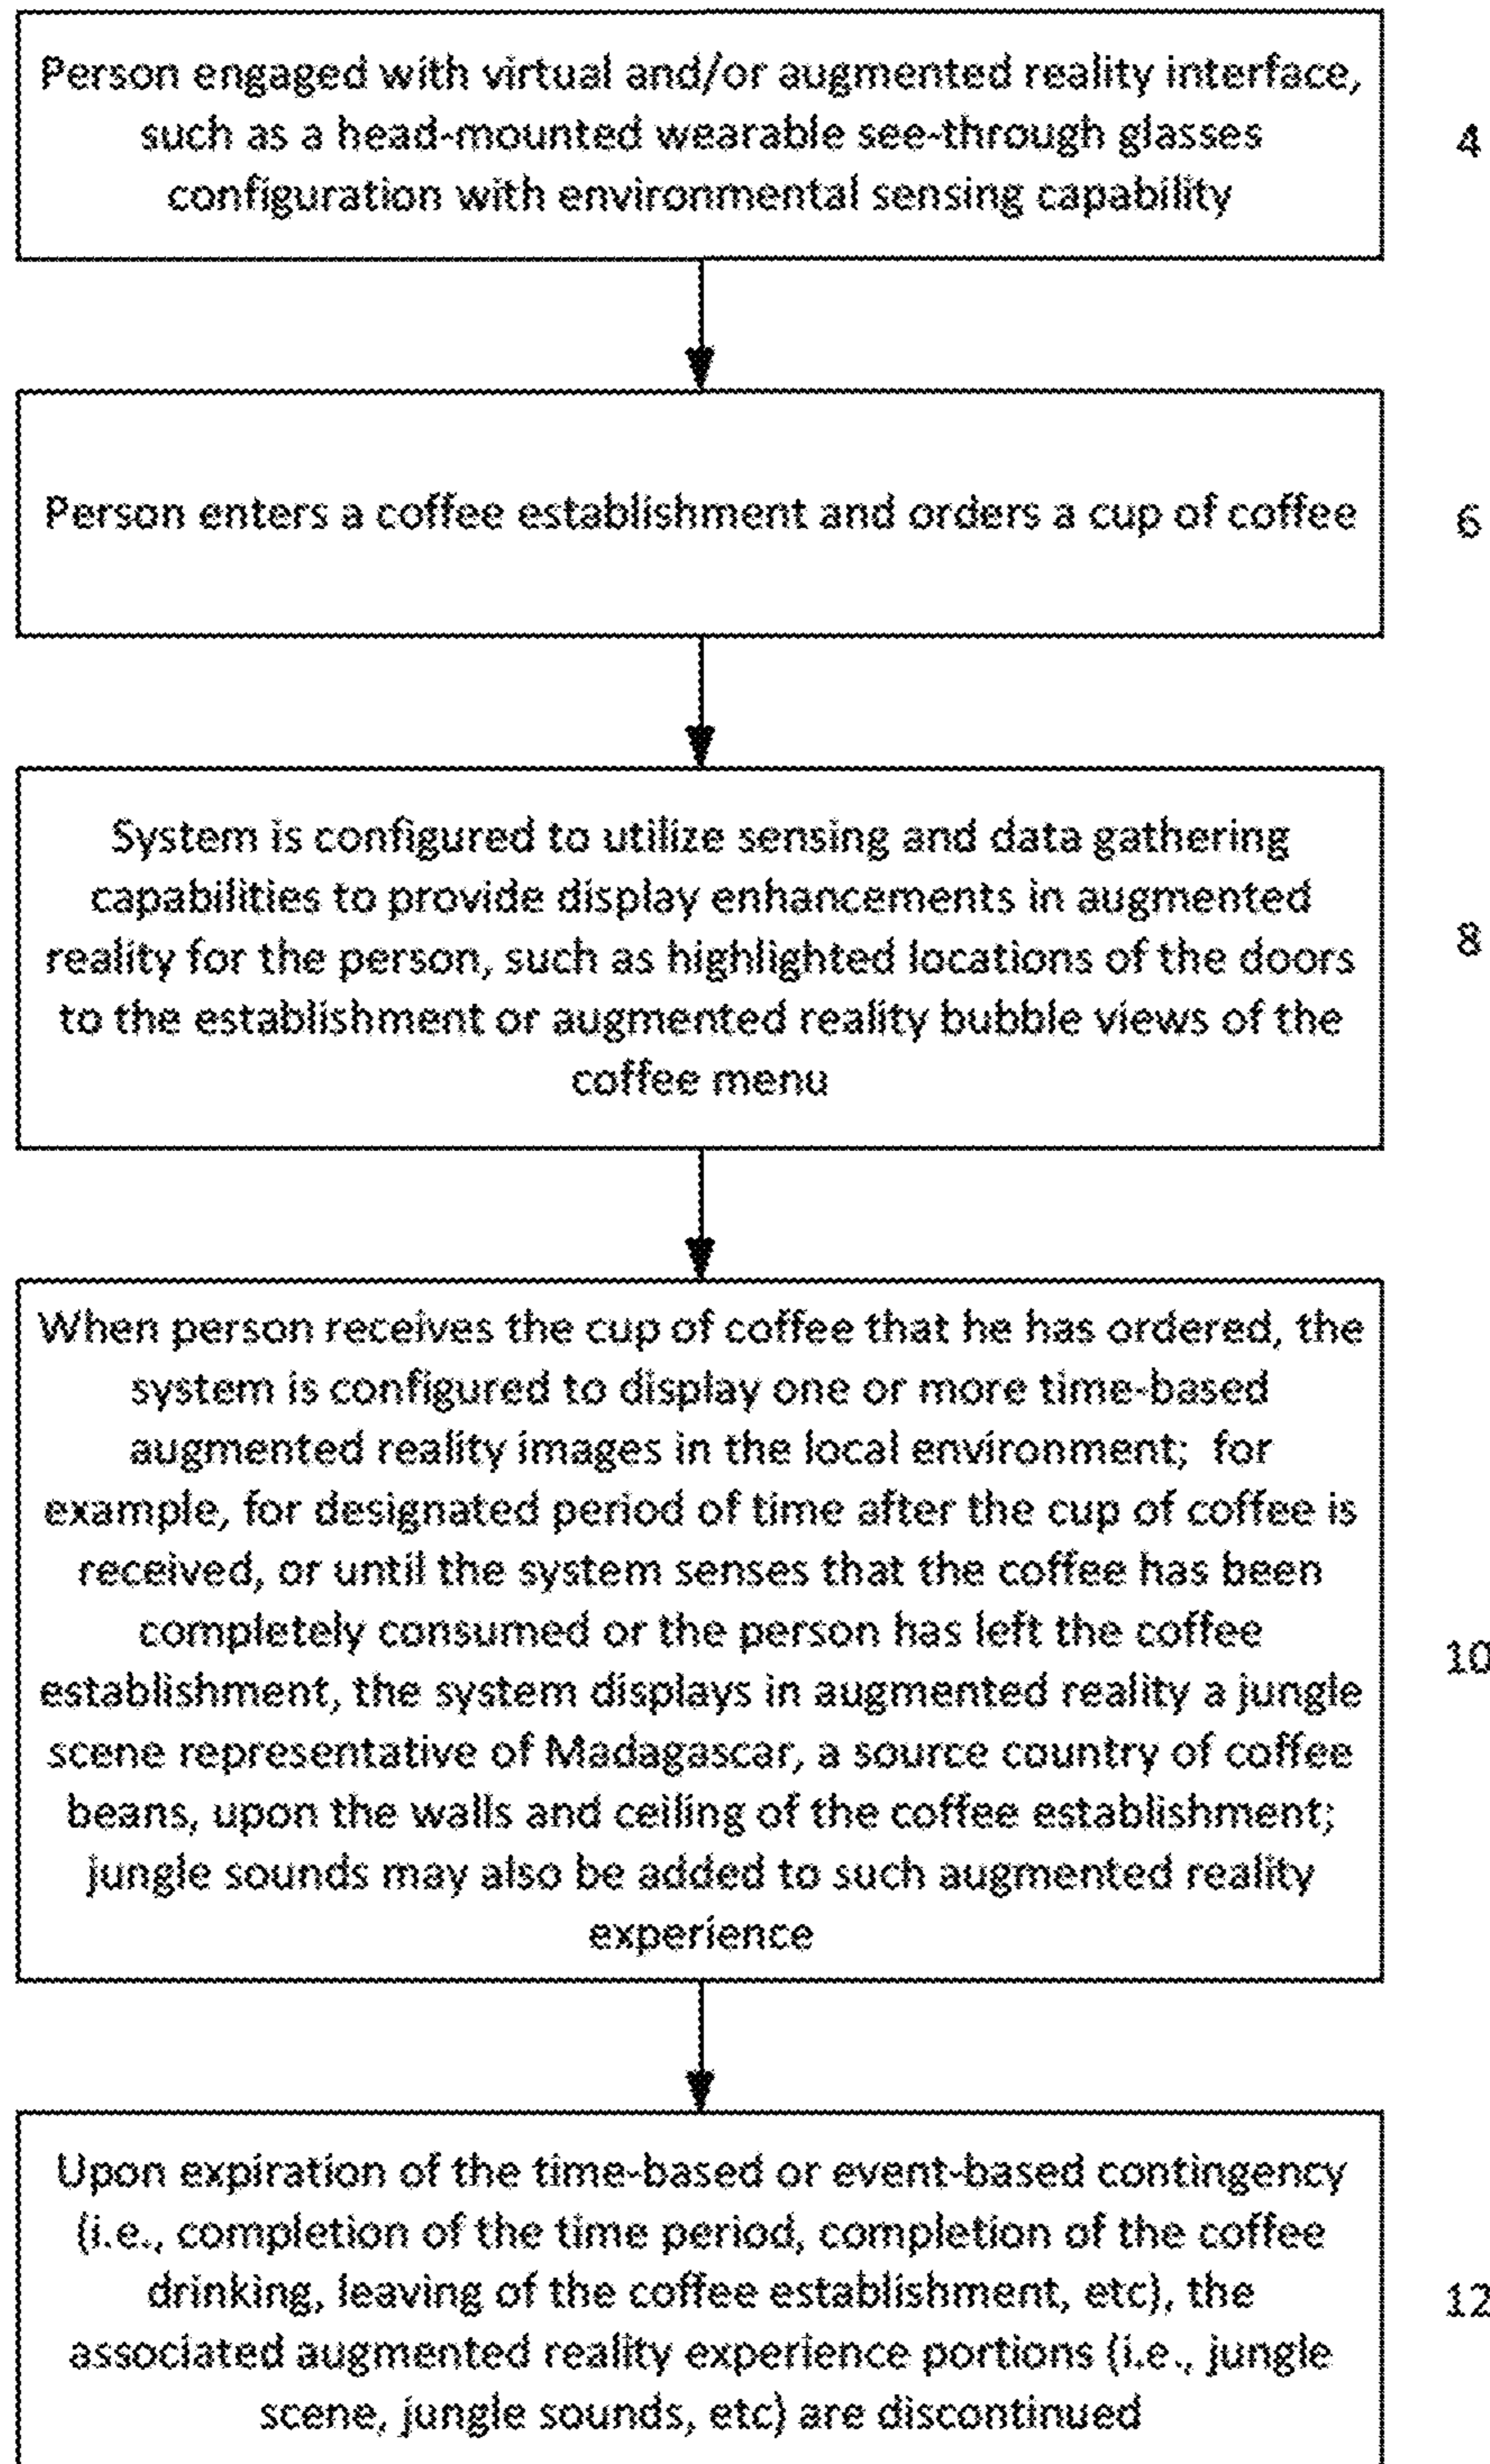 Person engaged with virtual and/or augmented reality interface,
such as a head-mounted wearable see-through glasses
configuration with environmental sensing capability
4
Person enters a coffee establishment and orders a cup of coffee
6
System is configured to utilize sensing and data gathering
capabilities to provide display enhancements in augmented
reality for the person, such as highlighted locations of the doors
to the establishment or augmented reality bubble views of the
coffee menu
8
When person receives the cup of coffee that he has ordered, the
system is configured to display one or more time-based
augmented reality images in the local environment;  for
example, for designated period of time after the cup of coffee is
received, or until the system senses that the coffee has been
completely consumed or the person has left the coffee
establishment, the system displays in augmented reality a jungle
scene representative of Madagascar, a source country of coffee
beans, upon the walls and ceiling of the coffee establishment;
jungle sounds may also be added to such augmented reality
experience
10
Upon expiration of the time-based or event-based contingency
(i.e., completion of the time period, completion of the coffee
drinking, leaving of the coffee establishment, etc), the
associated augmented reality experience portions (i.e., jungle
scene, jungle sounds, etc) are discontinued
12